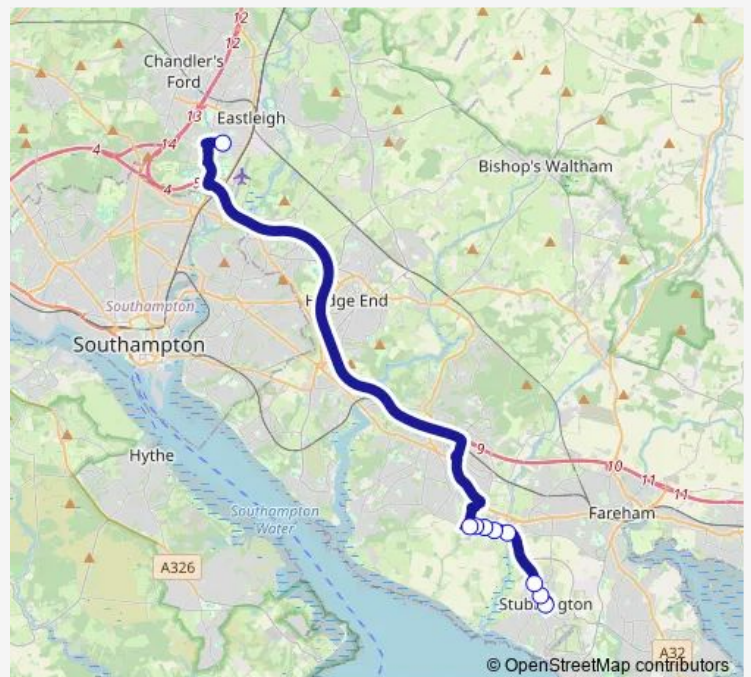 12
12
Chandler's
Ford
13
Eastleigh
4
14
4
5
Bishop's Waltham
Southampton
Hedge End
Southampton
9
10
11
11
Hythe
Southampton
Water
Fareham
A326
Stubbington
A32
© OpenStreetMap contributors